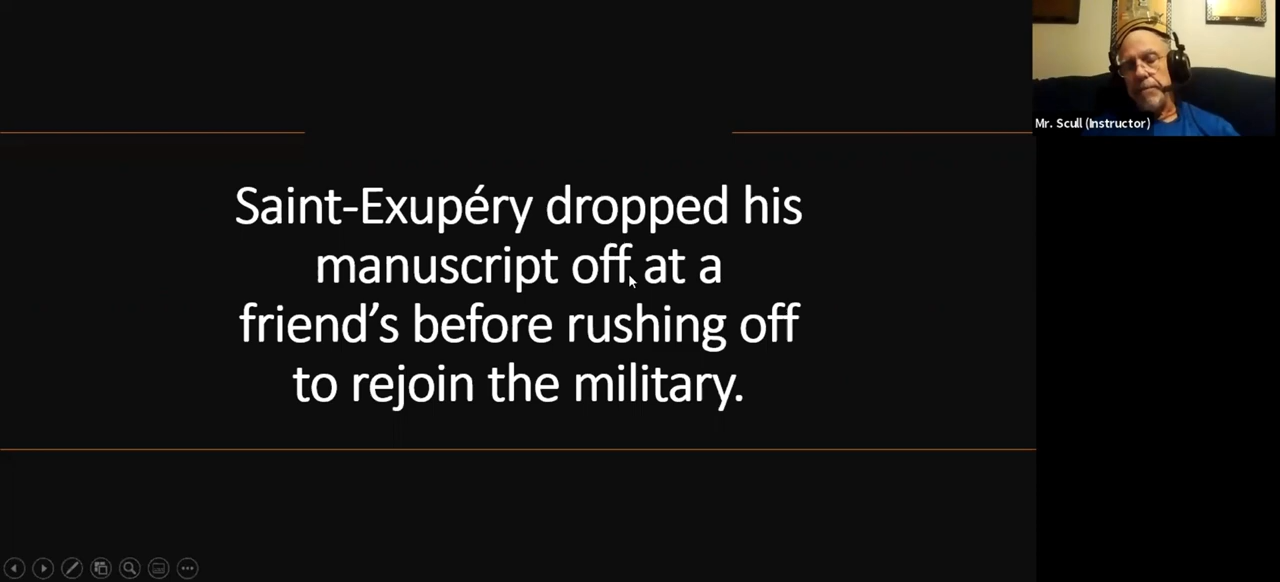 Saint-Exupéry dropped his
manuscript off at a
friend’s before rushing off
to rejoin the military.
Mr. Scull (Instructor)